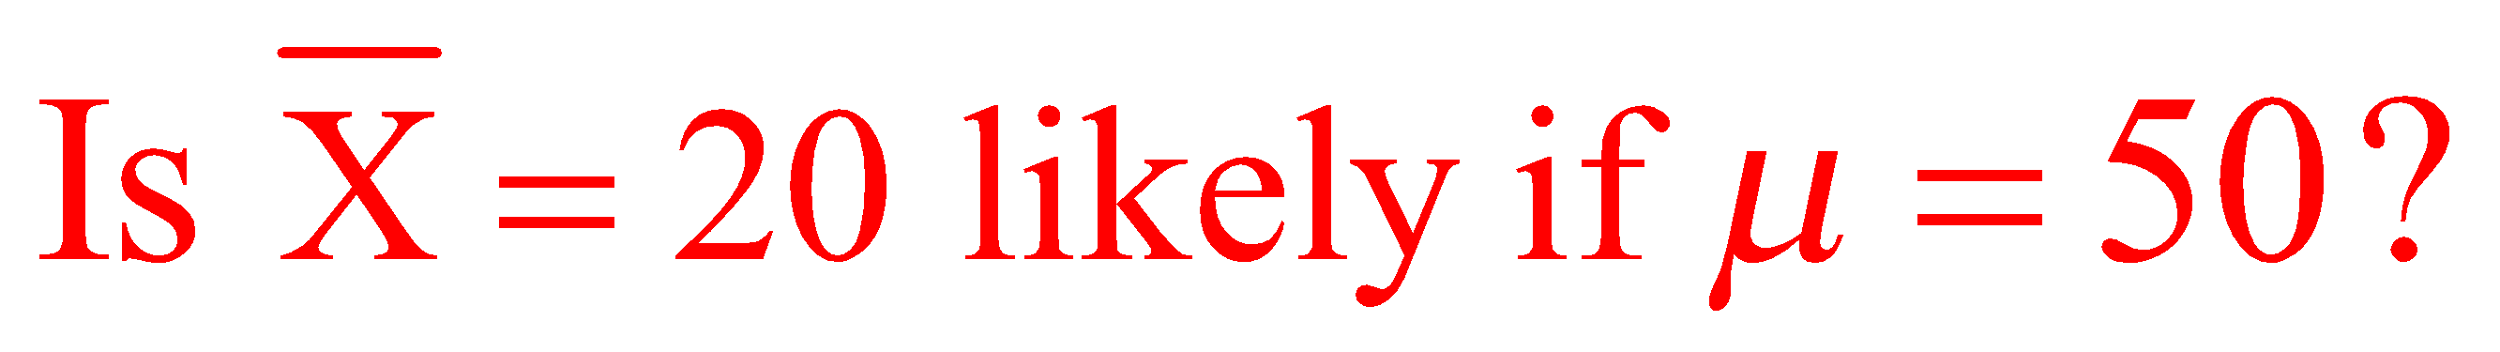 Is X̅ = 20 likely if μ = 50?